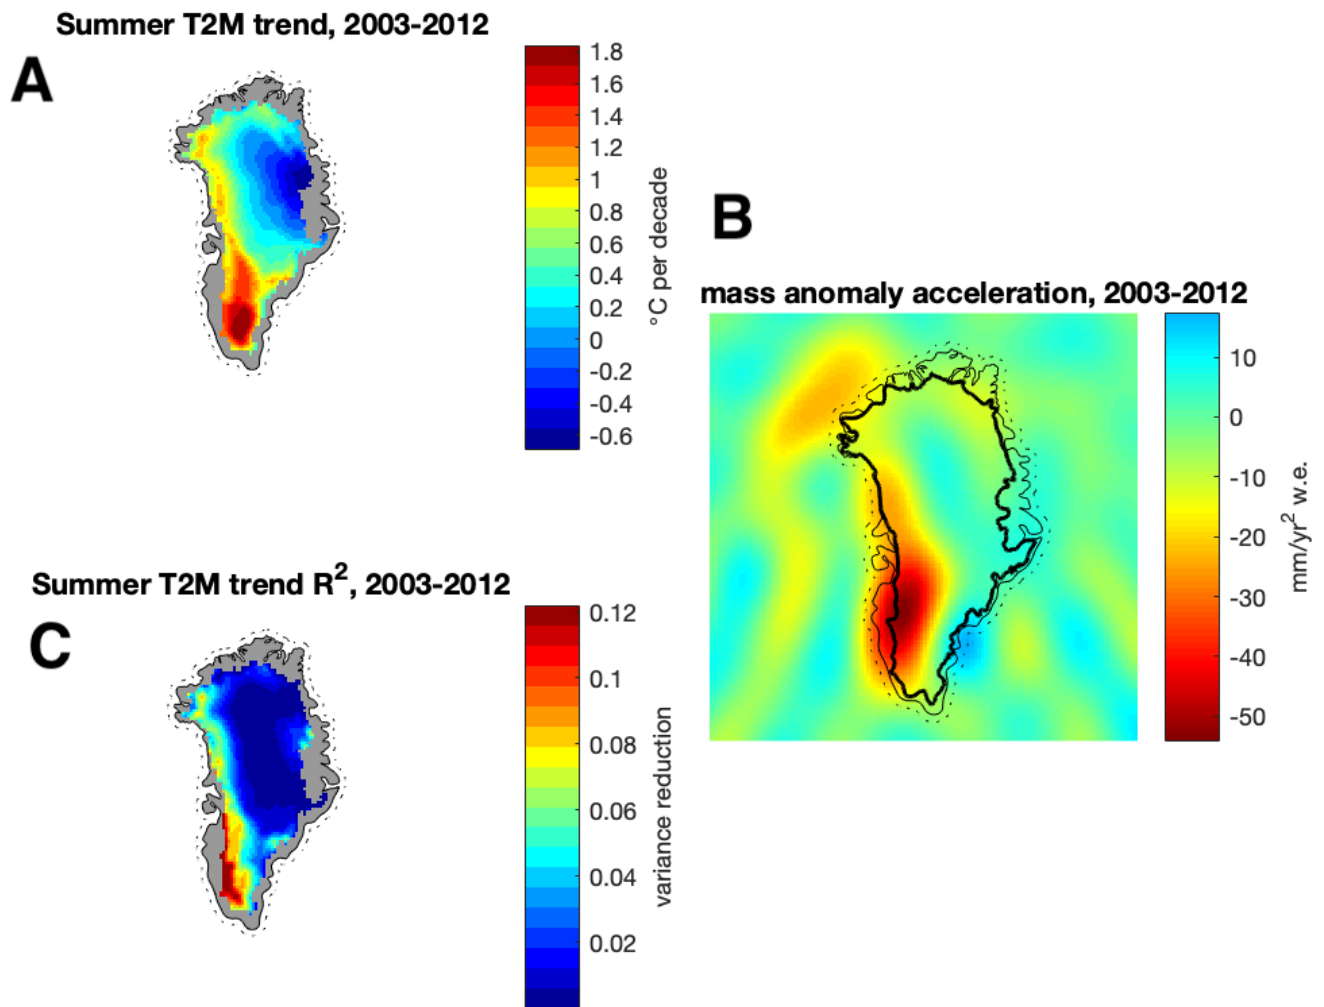 Summer T2M trend, 2003-2012
A
1.8
1.6
1.4
1.2
1
0.8
0.6
0.4
0.2
0
-0.2
-0.4
-0.6
°C per decade
B
mass anomaly acceleration, 2003-2012
10
0
-10
-20
-30
-40
-50
mm/yr² w.e.
Summer T2M trend R², 2003-2012
C
0.12
0.1
0.08
0.06
0.04
0.02
variance reduction